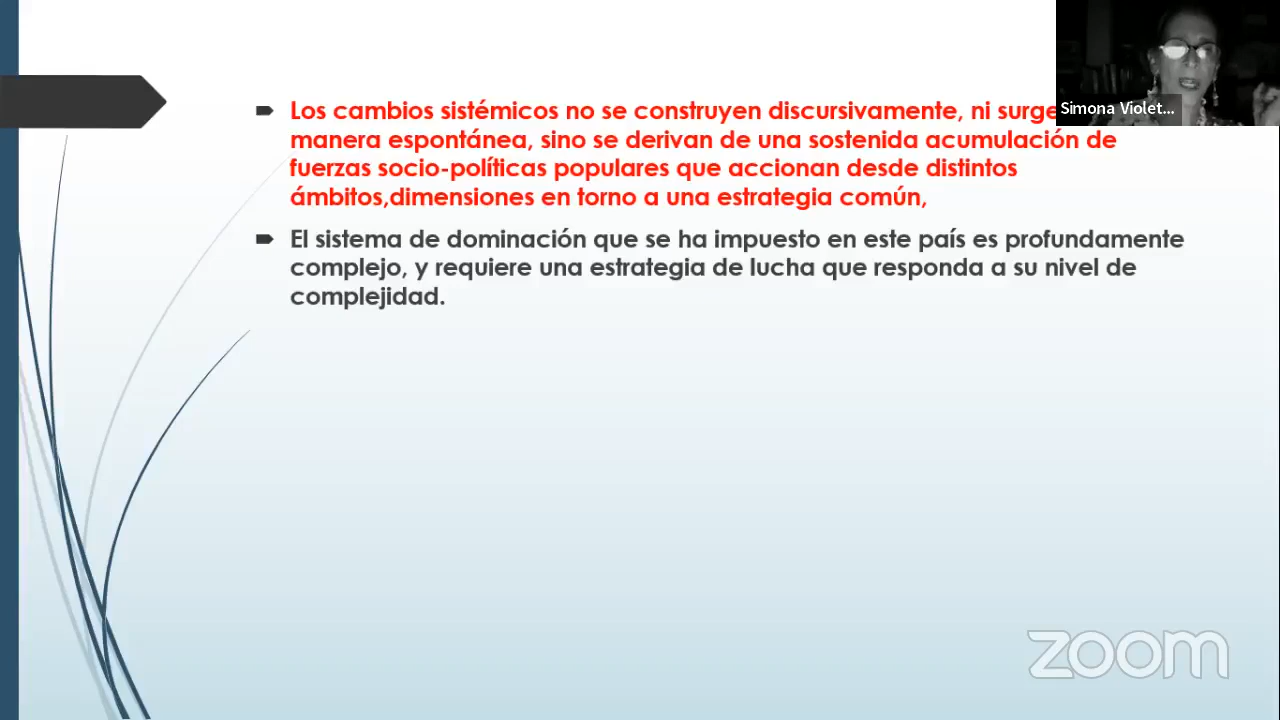 Los cambios sistémicos no se construyen discursivamente, ni surge
manera espontánea, sino se derivan de una sostenida acumulación de
fuerzas socio-políticas populares que accionan desde distintos
ámbitos,dimensiones en torno a una estrategia común,
El sistema de dominación que se ha impuesto en este país es profundamente
complejo, y requiere una estrategia de lucha que responda a su nivel de
complejidad.
Simona Violet...
zoom